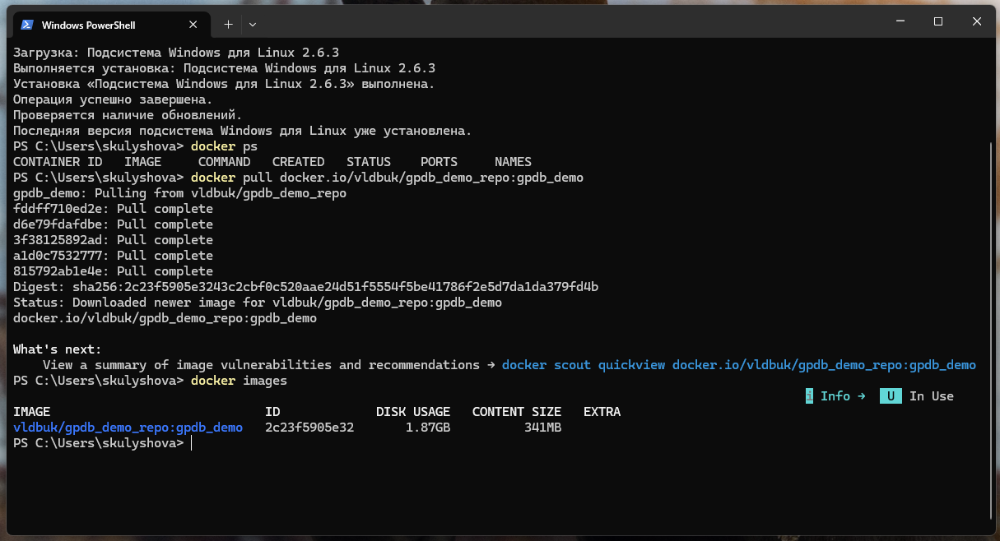 Windows PowerShell
Загрузка: Подсистема Windows для Linux 2.6.3
Выполняется установка: Подсистема Windows для Linux 2.6.3
Установка «Подсистема Windows для Linux 2.6.3» выполнена.
Операция успешно завершена.
Проверяется наличие обновлений.
Последняя версия подсистема Windows для Linux уже установлена.
PS C:\Users\skulyshova> docker ps
CONTAINER ID   IMAGE     COMMAND   CREATED   STATUS    PORTS     NAMES
PS C:\Users\skulyshova> docker pull docker.io/vldbuk/gpdb_demo_repo:gpdb_demo
gpdb_demo: Pulling from vldbuk/gpdb_demo_repo
fddff710ed2e: Pull complete
d6e79fdafdbe: Pull complete
3f38125892ad: Pull complete
a1d0c7532777: Pull complete
815792ab1e4e: Pull complete
Digest: sha256:2c23f5905e3243c2cbf0c520aae24d51f5554f5be41786f2e5d7da1da379fd4b
Status: Downloaded newer image for vldbuk/gpdb_demo_repo:gpdb_demo
docker.io/vldbuk/gpdb_demo_repo:gpdb_demo
What's next:
    View a summary of image vulnerabilities and recommendations → docker scout quickview docker.io/vldbuk/gpdb_demo_repo:gpdb_demo
PS C:\Users\skulyshova> docker images
i Info →   U  In Use
IMAGE                             ID             DISK USAGE   CONTENT SIZE   EXTRA
vldbuk/gpdb_demo_repo:gpdb_demo   2c23f5905e32       1.87GB          341MB
PS C:\Users\skulyshova>